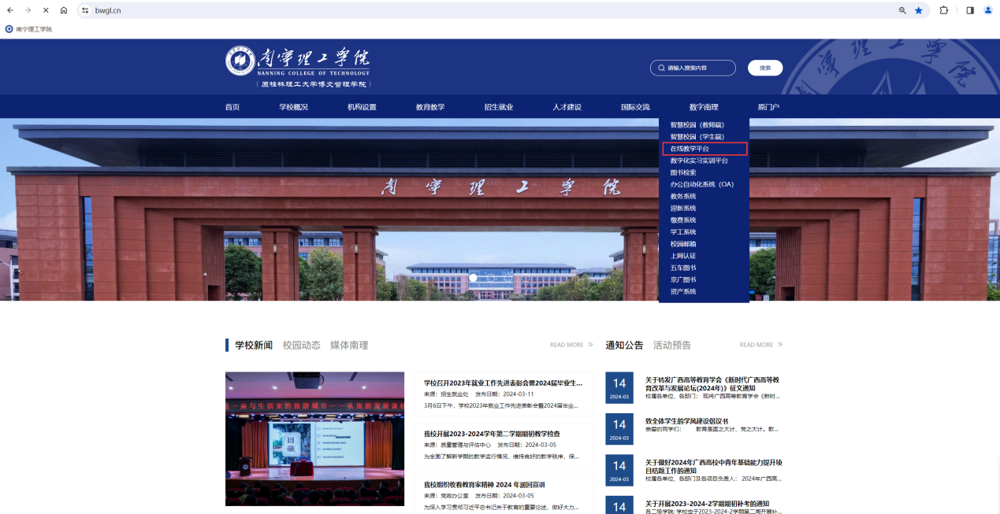 bwgl.cn
南宁理工学院
南宁理工学院
NANNING COLLEGE OF TECHNOLOGY
（原桂林理工大学博文管理学院）
请输入搜索内容
搜索
首页 学校概况 机构设置 教育教学 招生就业 人才建设 国际交流 数字南理 原门户
智慧校园（教师端）
智慧校园（学生端）
在线教学平台
数字化实习实训平台
图书检索
办公自动化系统（OA）
教务系统
迎新系统
缴费系统
学工系统
校园邮箱
上网认证
五车图书
京广图书
资产系统
南宁理工学院
学校新闻 校园动态 媒体南理 READ MORE
是一座与生俱来的旅游城市——从旅游发展谈桂
目录
学校召开2023年就业工作先进表彰会暨2024届毕业生...
来源：招生就业处 发布日期：2024-03-11
3月6日下午，学校2023年就业工作先进表彰会暨2024届毕业...
我校开展2023-2024学年第二学期期初教学检查
来源：质量管理与评估中心 发布日期：2024-03-05
为全面了解新学期的教学运行情况，维持良好的教学秩序，保...
我校组织收看教育家精神 2024 年巡回宣讲
来源：党政办公室 发布日期：2024-03-05
为深入学习贯彻习近平总书记关于教育的重要论述，做好大力...
通知公告 活动预告 READ MORE
14
2024-03
关于转发广西高等教育学会《新时代广西高等教
育改革与发展论坛(2024年)》征文通知
校属各单位、各部门： 现将广西高等教育学会《新时...
14
2024-03
致全体学生的学风建设倡议书
亲爱的同学们： 教育是国之大计、党之大计。教...
14
2024-03
关于做好2024年广西高校中青年基础能力提升项
目结题工作的通知
校属各单位、各部门及各项目负责人： 2024年广西高...
14
关于开展2023-2024-2学期期初补考的通知
各二级学院: 学校定于2023-2024-2学期第二周开展补...